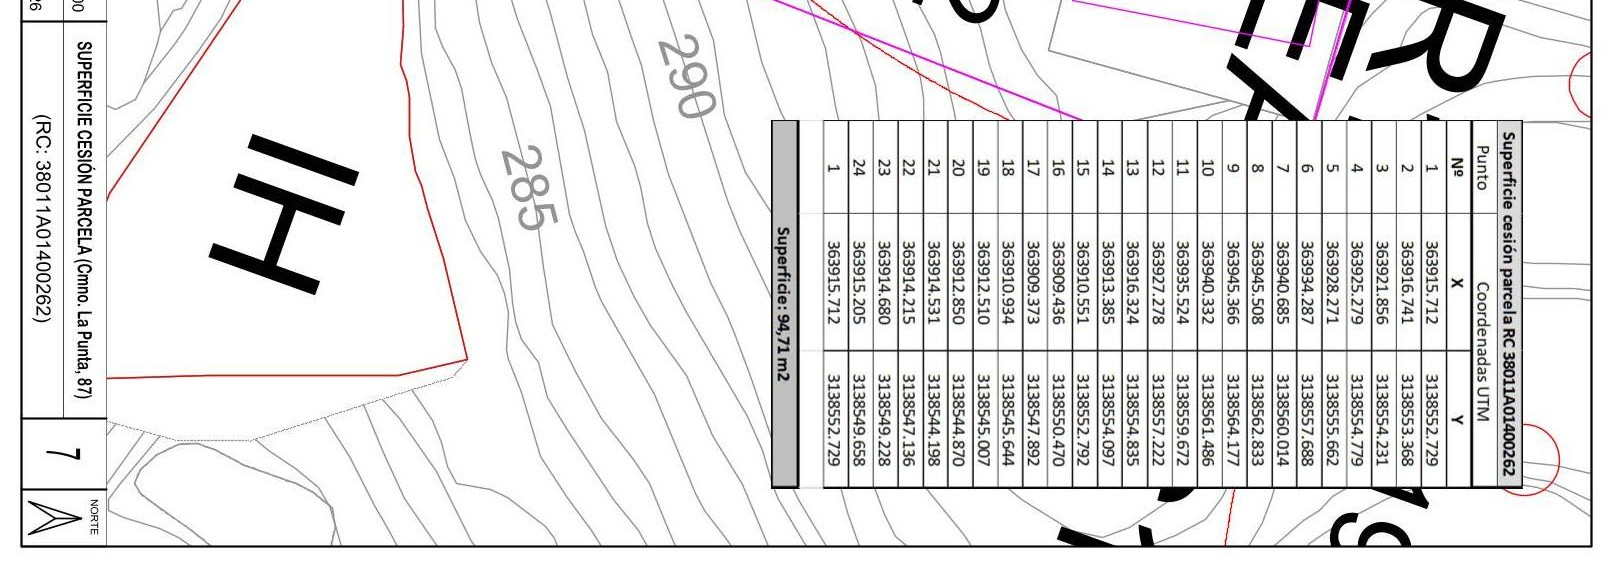 Superficie cesión parcela RC 38011A01400262
Punto Coordenadas UTM
Nº X Y
1 363915.712 3138552.729
2 363916.741 3138553.368
3 363921.856 3138554.231
4 363925.279 3138554.779
5 363928.271 3138555.662
6 363934.287 3138557.688
7 363940.685 3138560.014
8 363945.508 3138562.833
9 363945.366 3138564.177
10 363940.332 3138561.486
11 363935.524 3138559.672
12 363927.278 3138557.222
13 363916.324 3138554.835
14 363913.385 3138554.097
15 363910.551 3138552.792
16 363909.436 3138550.470
17 363909.373 3138547.892
18 363910.934 3138545.644
19 363912.510 3138545.007
20 363912.850 3138544.870
21 363914.531 3138544.198
22 363914.215 3138547.136
23 363914.680 3138549.228
24 363915.205 3138549.658
1 363915.712 3138552.729
Superficie: 94,71 m2
290
285
IH
SUPERFICIE CESIÓN PARCELA (Cmno. La Punta, 87)
(RC: 38011A01400262)
7
NORTE